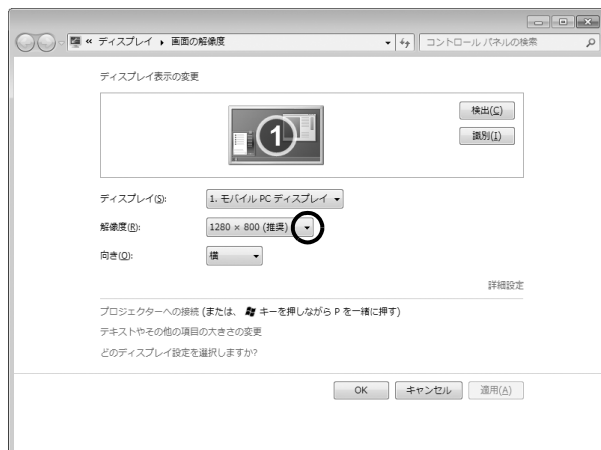 « ディスプレイ ▸ 画面の解像度 コントロール パネルの検索
ディスプレイ表示の変更
1
検出(C)
識別(I)
ディスプレイ(S): 1. モバイル PC ディスプレイ
解像度(R): 1280 × 800 (推奨)
向き(O): 横
詳細設定
プロジェクターへの接続 (または、 キーを押しながら P を一緒に押す)
テキストやその他の項目の大きさの変更
どのディスプレイ設定を選択しますか?
OK キャンセル 適用(A)